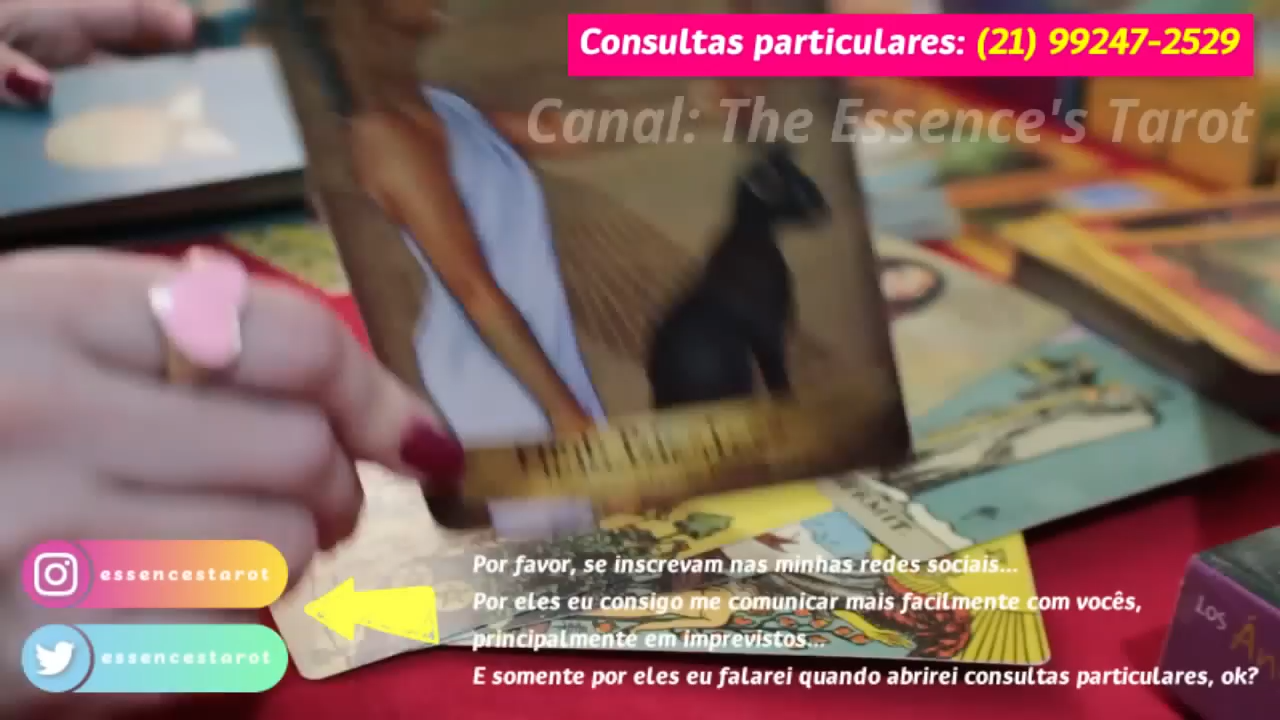 Consultas particulares: (21) 99247-2529
Canal: The Essence's Tarot
essencestarot
essencestarot
Por favor, se inscrevam nas minhas redes sociais...
Por eles eu consigo me comunicar mais facilmente com vocês,
principalmente em imprevistos...
E somente por eles eu falarei quando abrirei consultas particulares, ok?
LOS